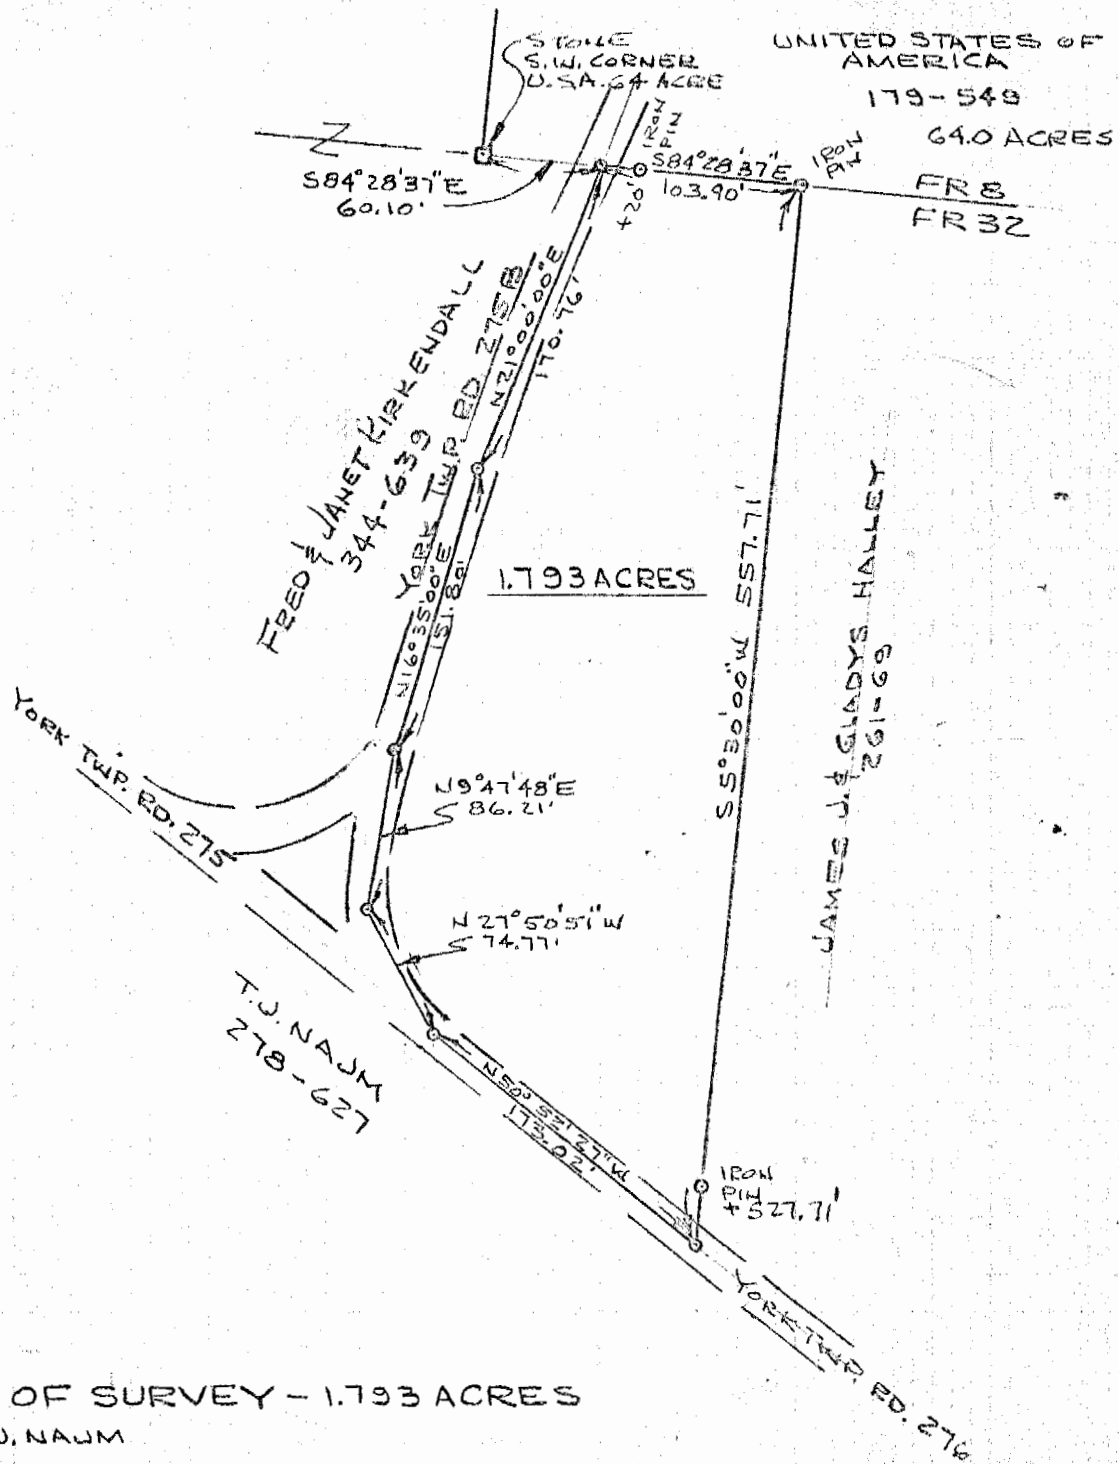 STONE
S.W. CORNER
U.S.A. 64 ACRE
UNITED STATES OF
AMERICA
179-549
64.0 ACRES
S84°28'37"E
60.10'
IRON
PIN
+20'
S84°28'37"E
103.90'
IRON
PIN
FR 8
FR 32
FRED & JANET KIRKENDALL
344-639
YORK TWP. RD. 275B
N21°00'00"E
170.76'
N16°35'00"E
151.80'
1.793 ACRES
S5°30'00"W 557.71'
JAMES J. & GLADYS HALLEY
261-69
YORK TWP. RD. 275
N9°47'48"E
86.21'
N27°50'51"W
74.77'
T.J. NAJM
278-627
N50°52'27"W
173.02'
IRON
PIN
+527.71'
YORK TWP. RD. 276
OF SURVEY - 1.793 ACRES
J. NAJM